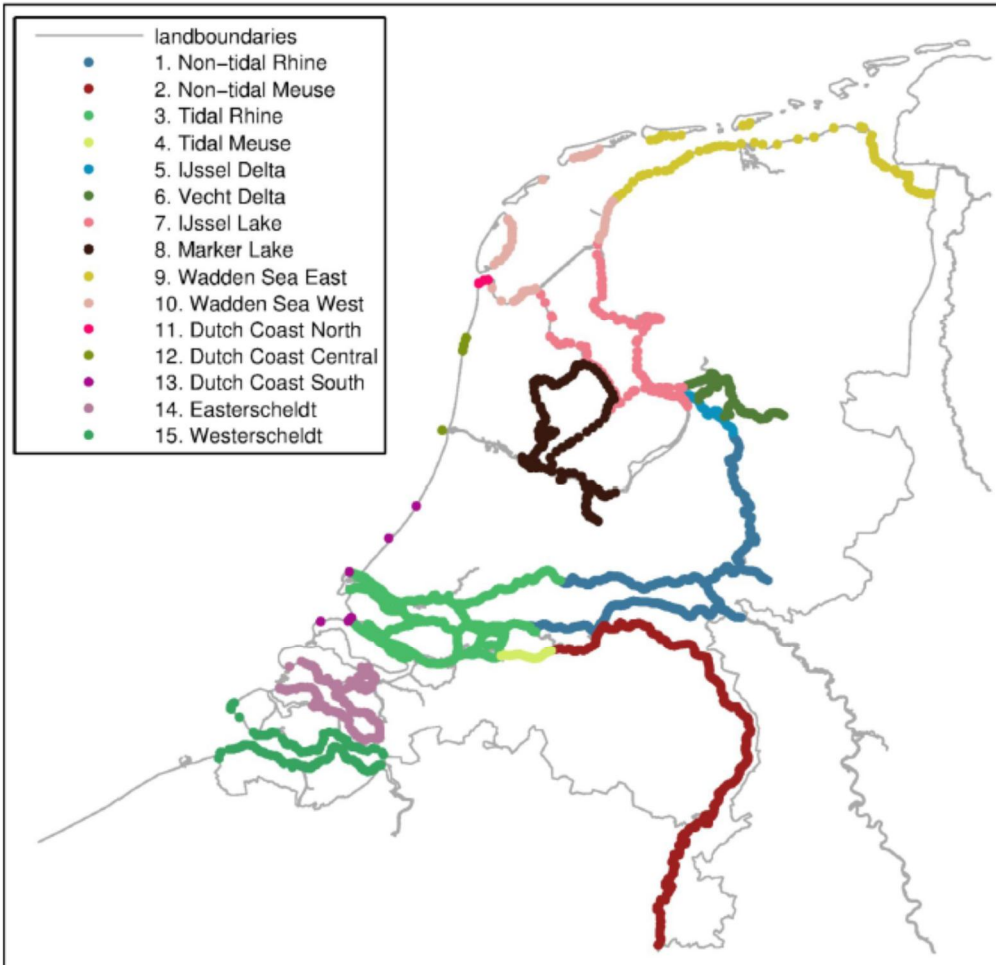 landboundaries
1. Non-tidal Rhine
2. Non-tidal Meuse
3. Tidal Rhine
4. Tidal Meuse
5. IJssel Delta
6. Vecht Delta
7. IJssel Lake
8. Marker Lake
9. Wadden Sea East
10. Wadden Sea West
11. Dutch Coast North
12. Dutch Coast Central
13. Dutch Coast South
14. Easterscheldt
15. Westerscheldt